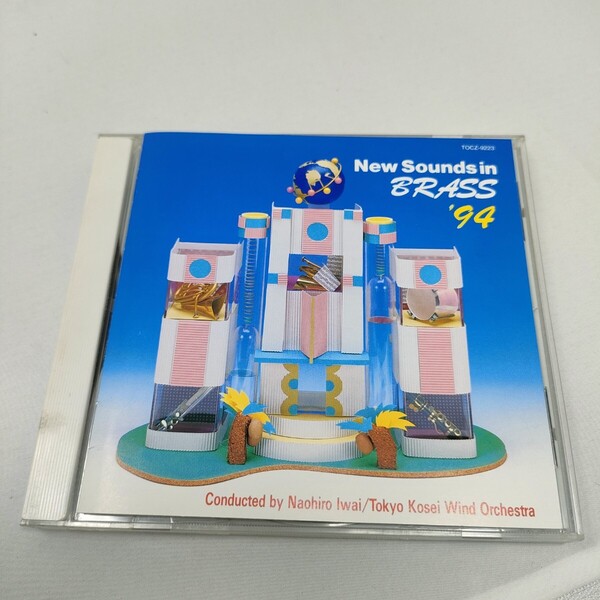 TOCZ-9223
New Sounds in
BRASS
'94
Conducted by Naohiro Iwai/Tokyo Kosei Wind Orchestra